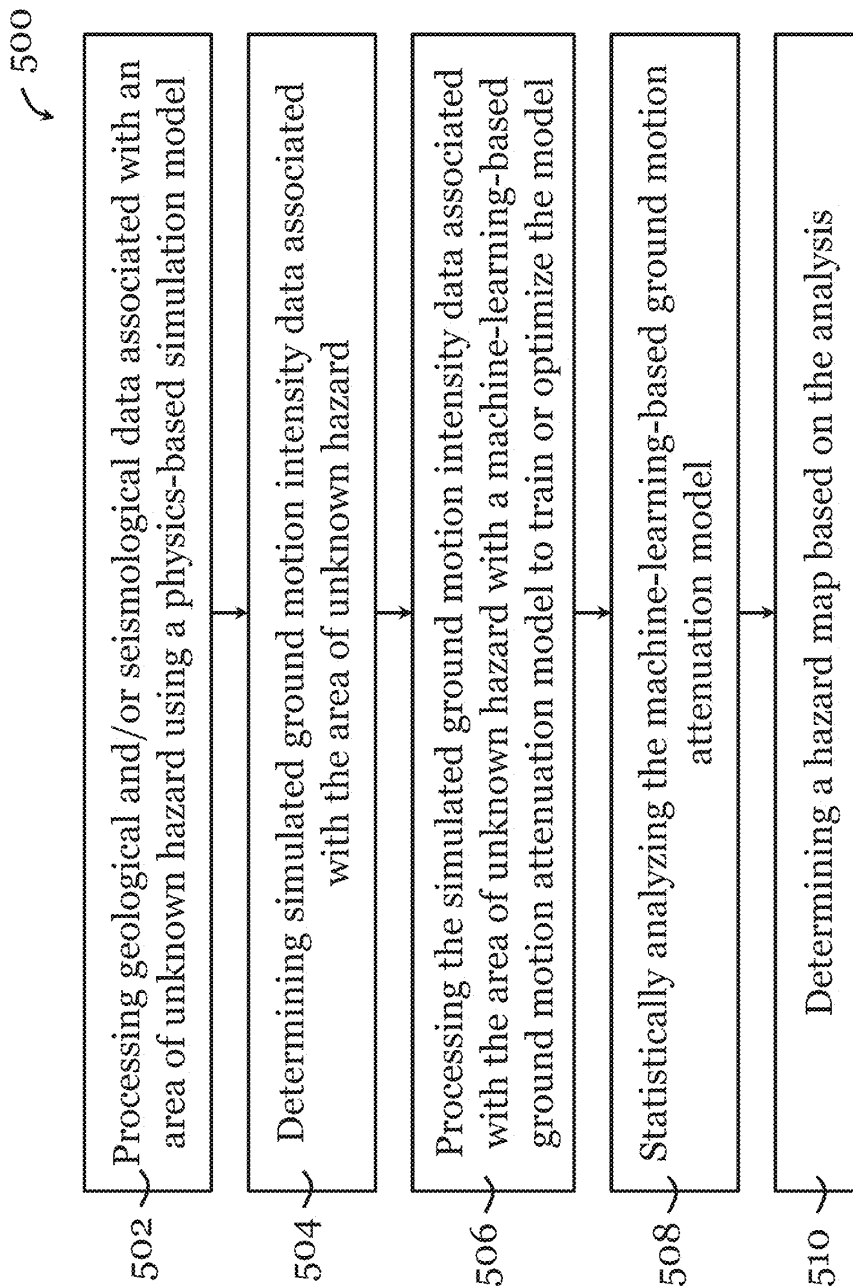 500
502
Processing geological and/or seismological data associated with an
area of unknown hazard using a physics-based simulation model
504
Determining simulated ground motion intensity data associated
with the area of unknown hazard
506
Processing the simulated ground motion intensity data associated
with the area of unknown hazard with a machine-learning-based
ground motion attenuation model to train or optimize the model
508
Statistically analyzing the machine-learning-based ground motion
attenuation model
510
Determining a hazard map based on the analysis